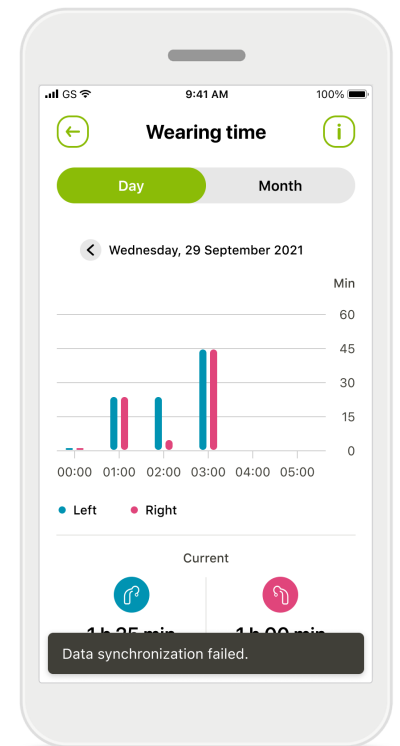 GS 9:41 AM 100%
Wearing time
Day Month
Wednesday, 29 September 2021
Min
60
45
30
15
0
00:00 01:00 02:00 03:00 04:00 05:00
Left Right
Current
Data synchronization failed.